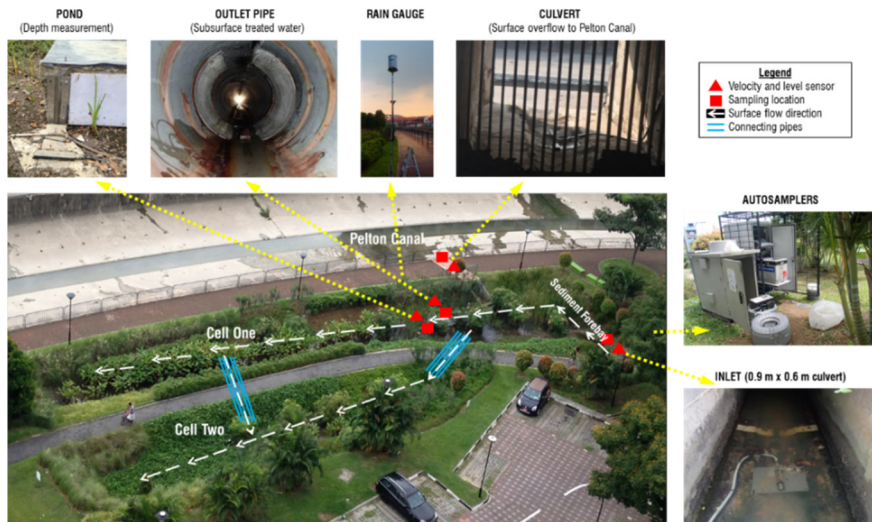 POND
(Depth measurement)
OUTLET PIPE
(Subsurface treated water)
RAIN GAUGE
CULVERT
(Surface overflow to Pelton Canal)
Legend
Velocity and level sensor
Sampling location
Surface flow direction
Connecting pipes
AUTOSAMPLERS
Pelton Canal
Sediment Forebay
Cell One
Cell Two
INLET (0.9 m x 0.6 m culvert)